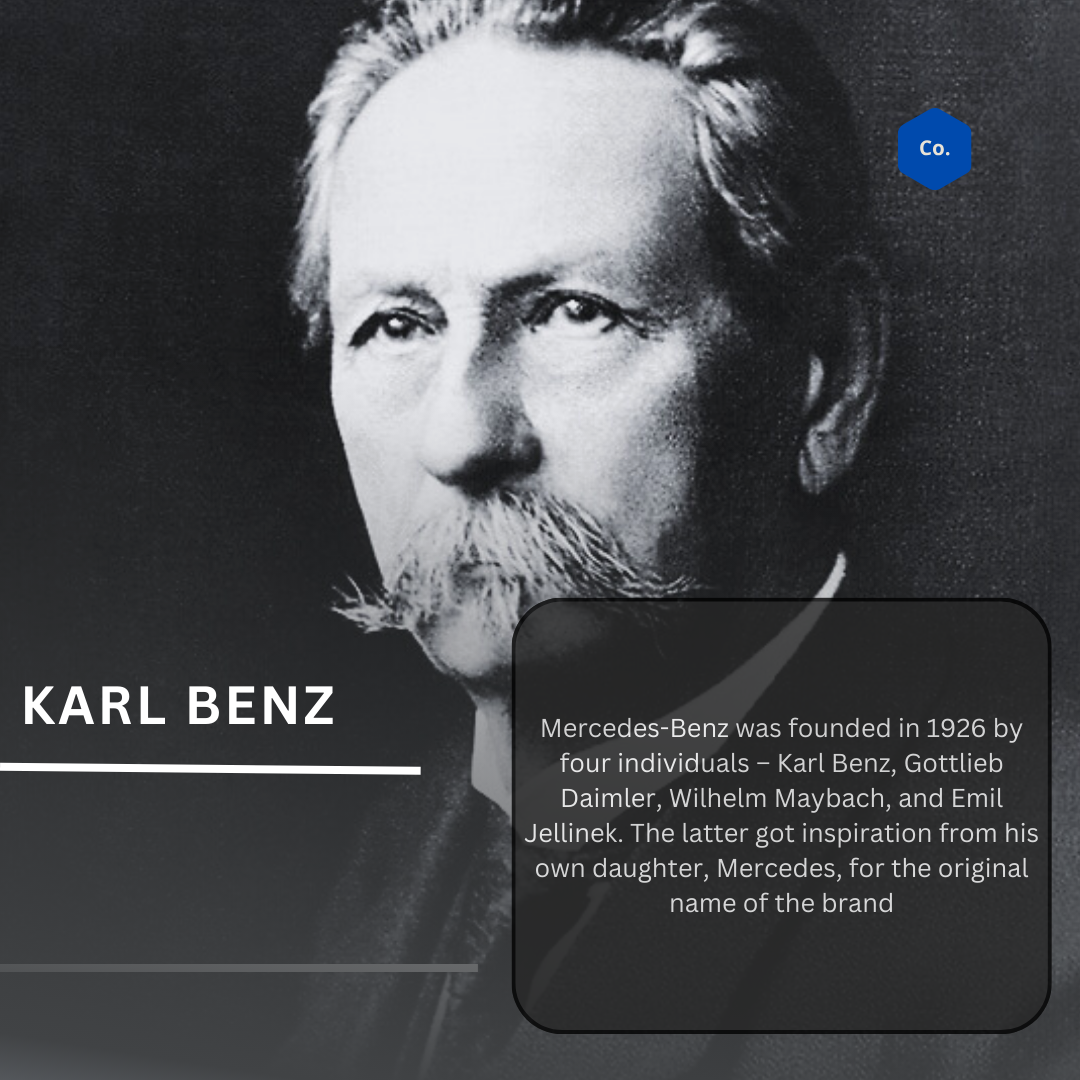 Co.
KARL BENZ
Mercedes-Benz was founded in 1926 by
four individuals – Karl Benz, Gottlieb
Daimler, Wilhelm Maybach, and Emil
Jellinek. The latter got inspiration from his
own daughter, Mercedes, for the original
name of the brand